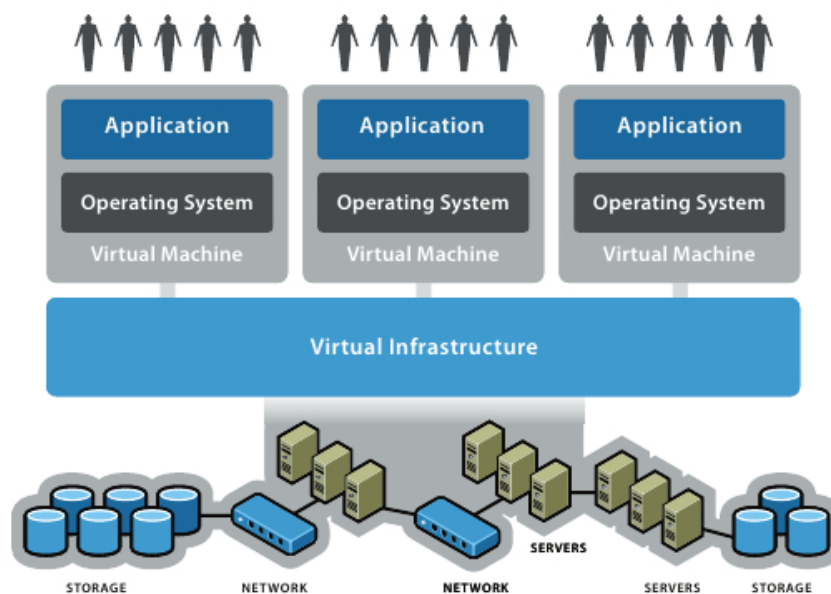 Application
Application
Application
Operating System
Operating System
Operating System
Virtual Machine
Virtual Machine
Virtual Machine
Virtual Infrastructure
SERVERS
STORAGE
NETWORK
NETWORK
SERVERS
STORAGE